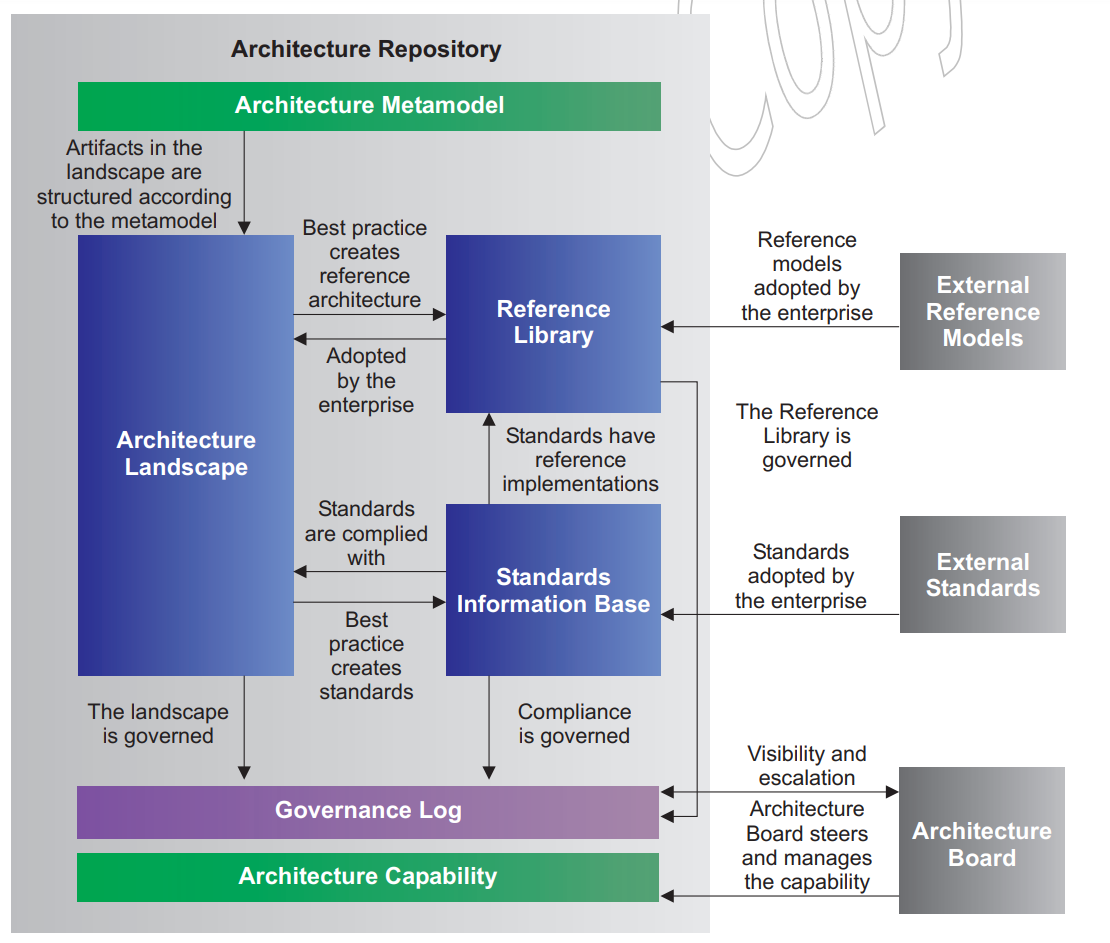 Architecture Repository
Architecture Metamodel
Artifacts in the
landscape are
structured according
to the metamodel
Best practice
creates
reference
architecture
Reference
Library
Adopted
by the
enterprise
Reference
models
adopted by
the enterprise
External
Reference
Models
Architecture
Landscape
Standards have
reference
implementations
The Reference
Library is
governed
Standards
are complied
with
Standards
Information Base
Best
practice
creates
standards
Standards
adopted by
the enterprise
External
Standards
The landscape
is governed
Compliance
is governed
Visibility and
escalation
Governance Log
Architecture
Board steers
and manages
the capability
Architecture
Board
Architecture Capability